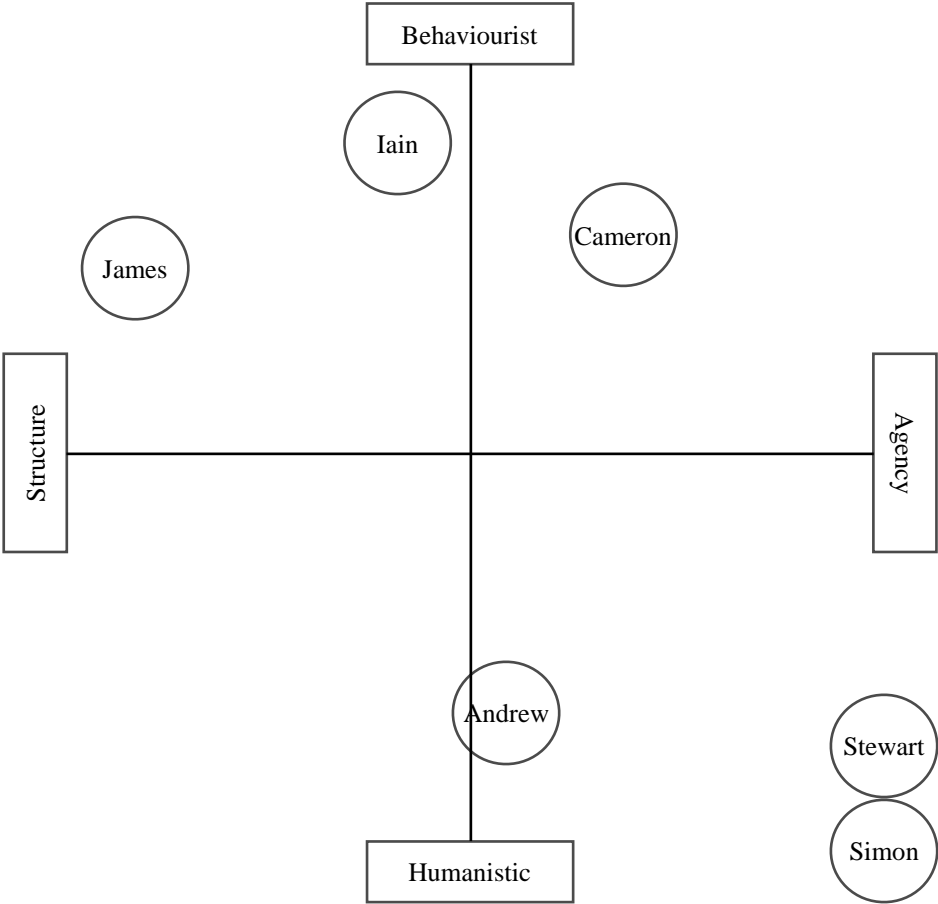 Behaviourist
Iain
Cameron
James
Structure
Agency
Andrew
Stewart
Simon
Humanistic